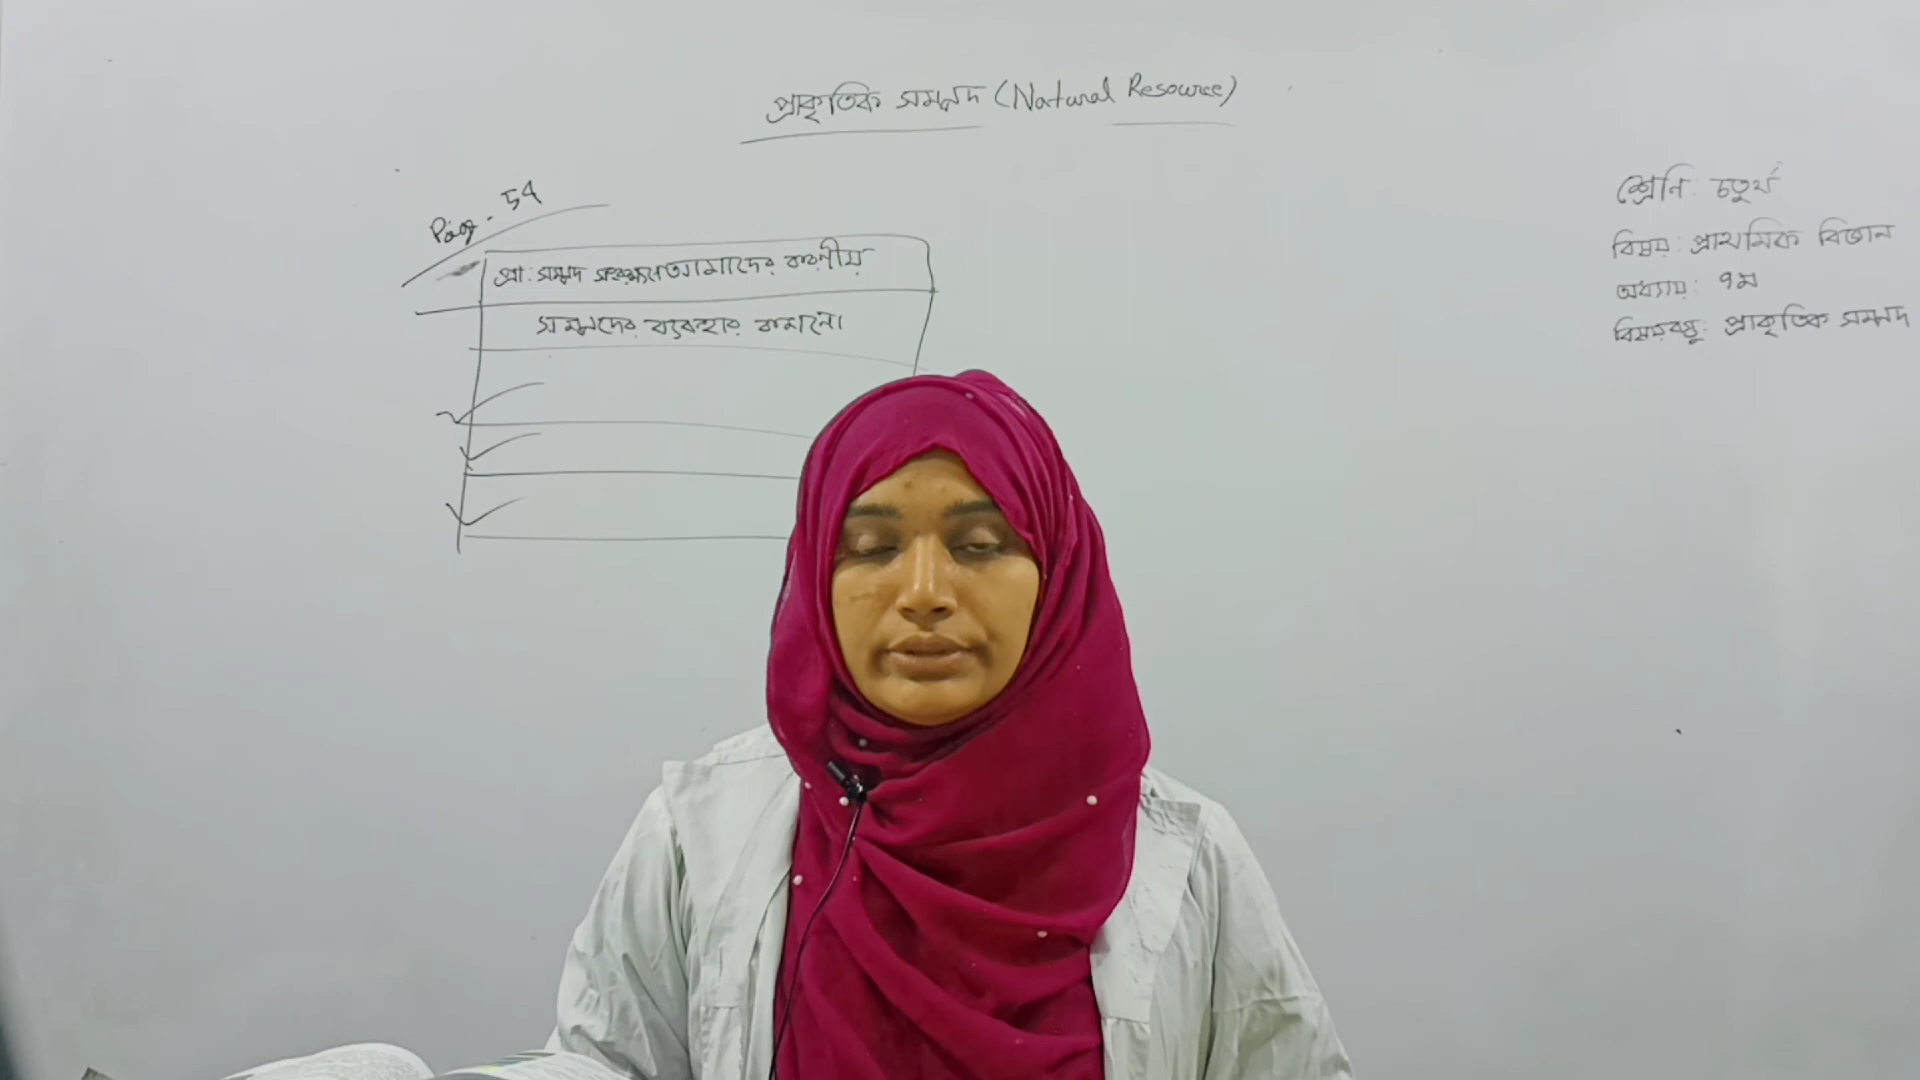 প্রাকৃতিক সম্পদ (Natural Resource)
Page - 54
প্রা: সম্পদ সংরক্ষণে আমাদের করণীয়
সম্পদের ব্যবহার কমানো
শ্রেণি: চতুর্থ
বিষয়: প্রাথমিক বিজ্ঞান
অধ্যায়: ৭ম
বিষয়বস্তু: প্রাকৃতিক সম্পদ